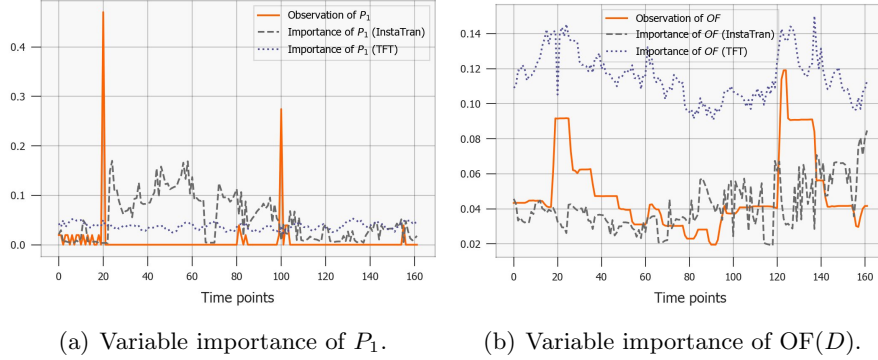 Observation of P1
Importance of P1 (InstaTran)
Importance of P1 (TFT)
0.4
0.3
0.2
0.1
0.0
0 20 40 60 80 100 120 140 160
Time points
(a) Variable importance of P1.
Observation of OF
Importance of OF (InstaTran)
Importance of OF (TFT)
0.14
0.12
0.10
0.08
0.06
0.04
0.02
0 20 40 60 80 100 120 140 160
Time points
(b) Variable importance of OF(D).